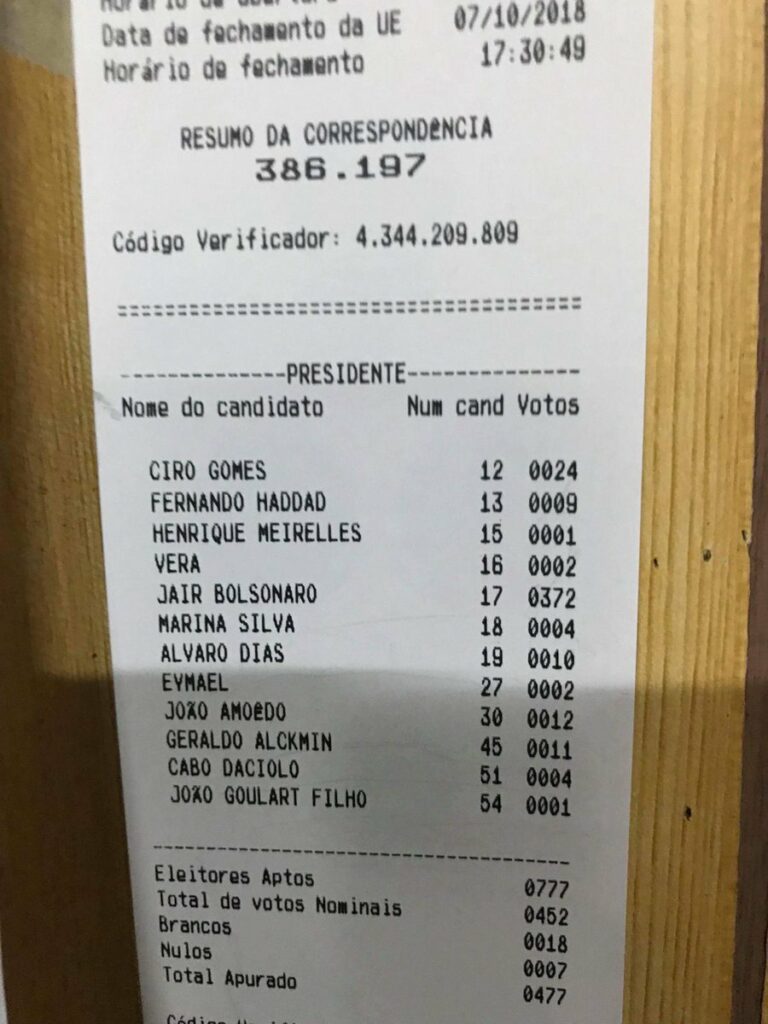 Data de fechamento da UE 07/10/2018
Horário de fechamento 17:30:49
RESUMO DA CORRESPONDêNCIA
386.197
Código Verificador: 4.344.209.809
===================================
--------------PRESIDENTE--------------
Nome do candidato Num cand Votos
CIRO GOMES 12 0024
FERNANDO HADDAD 13 0009
HENRIQUE MEIRELLES 15 0001
VERA 16 0002
JAIR BOLSONARO 17 0372
MARINA SILVA 18 0004
ALVARO DIAS 19 0010
EYMAEL 27 0002
JOãO AMOêDO 30 0012
GERALDO ALCKMIN 45 0011
CABO DACIOLO 51 0004
JOãO GOULART FILHO 54 0001
--------------------------------------
Eleitores Aptos 0777
Total de votos Nominais 0452
Brancos 0018
Nulos 0007
Total Apurado 0477